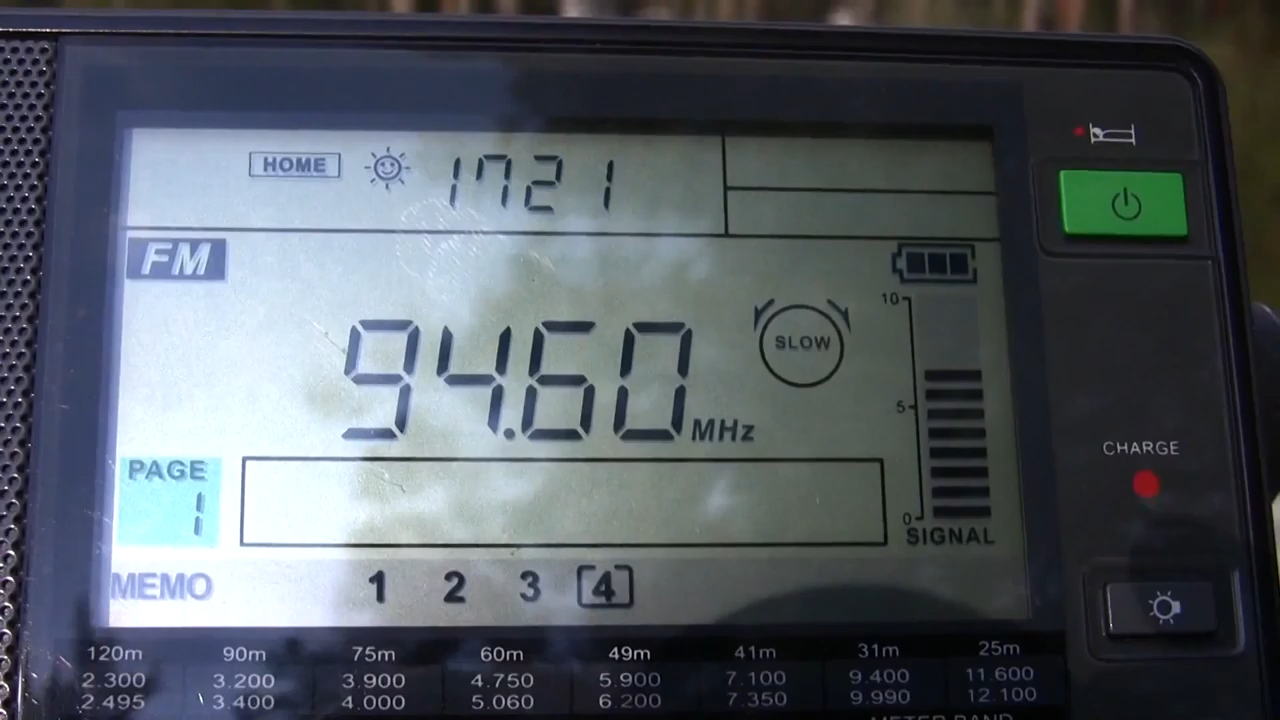 HOME 1721
FM
94.60 MHz
SLOW
10
5
0
SIGNAL
PAGE
1
MEMO 1 2 3 4
CHARGE
120m 90m 75m 60m 49m 41m 31m 25m
2.300 3.200 3.900 4.750 5.900 7.100 9.400 11.600
2.495 3.400 4.000 5.060 6.200 7.350 9.990 12.100
METER BAND